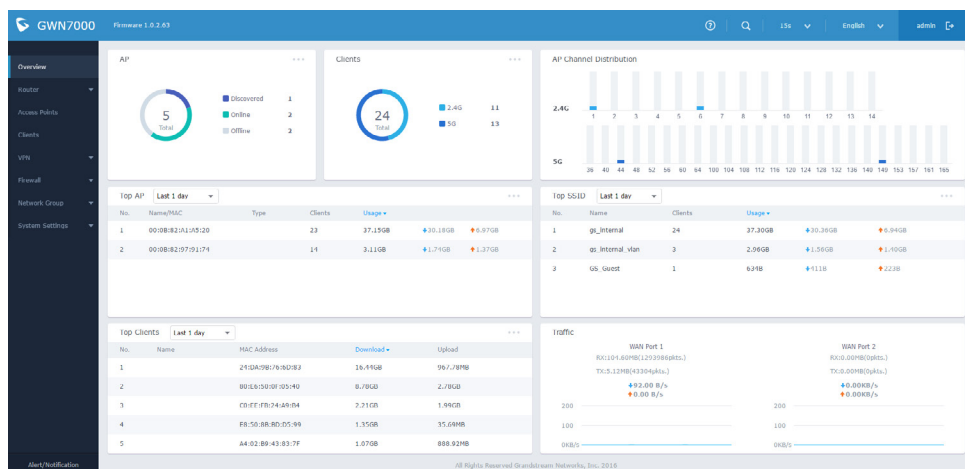 GWN7000 Firmware 1.0.2.63 15s English admin
Overview
Router
Access Points
Clients
VPN
Firewall
Network Group
System Settings
Alert/Notification
AP
5
Total
Discovered 1
Online 2
Offline 2
Clients
24
Total
2.4G 11
5G 13
AP Channel Distribution
2.4G
1 2 3 4 5 6 7 8 9 10 11 12 13 14
5G
36 40 44 48 52 56 60 64 100 104 108 112 116 120 124 128 132 136 140 149 153 157 161 165
Top AP Last 1 day
No. Name/MAC Type Clients Usage
1 00:0B:82:A1:A5:20 23 37.15GB 30.18GB 6.97GB
2 00:0B:82:97:91:74 14 3.11GB 1.74GB 1.37GB
Top SSID Last 1 day
No. Name Clients Usage
1 gs_internal 24 37.30GB 30.36GB 6.94GB
2 gs_internal_vlan 3 2.96GB 1.56GB 1.40GB
3 GS_Guest 1 634B 411B 223B
Top Clients Last 1 day
No. Name MAC Address Download Upload
1 24:DA:9B:76:6D:83 16.44GB 967.78MB
2 80:E6:50:0F:05:40 8.78GB 2.78GB
3 C0:EE:FB:24:A9:B4 2.21GB 1.99GB
4 E8:50:8B:BD:D5:99 1.35GB 35.69MB
5 A4:02:B9:43:83:7F 1.07GB 888.92MB
Traffic
WAN Port 1
RX:104.60MB(1293986pkts.)
TX:5.12MB(43304pkts.)
92.00 B/s
0.00 B/s
200
100
0KB/s
WAN Port 2
RX:0.00MB(0pkts.)
TX:0.00MB(0pkts.)
0.00KB/s
0.00KB/s
200
100
0KB/s
All Rights Reserved Grandstream Networks, Inc. 2016